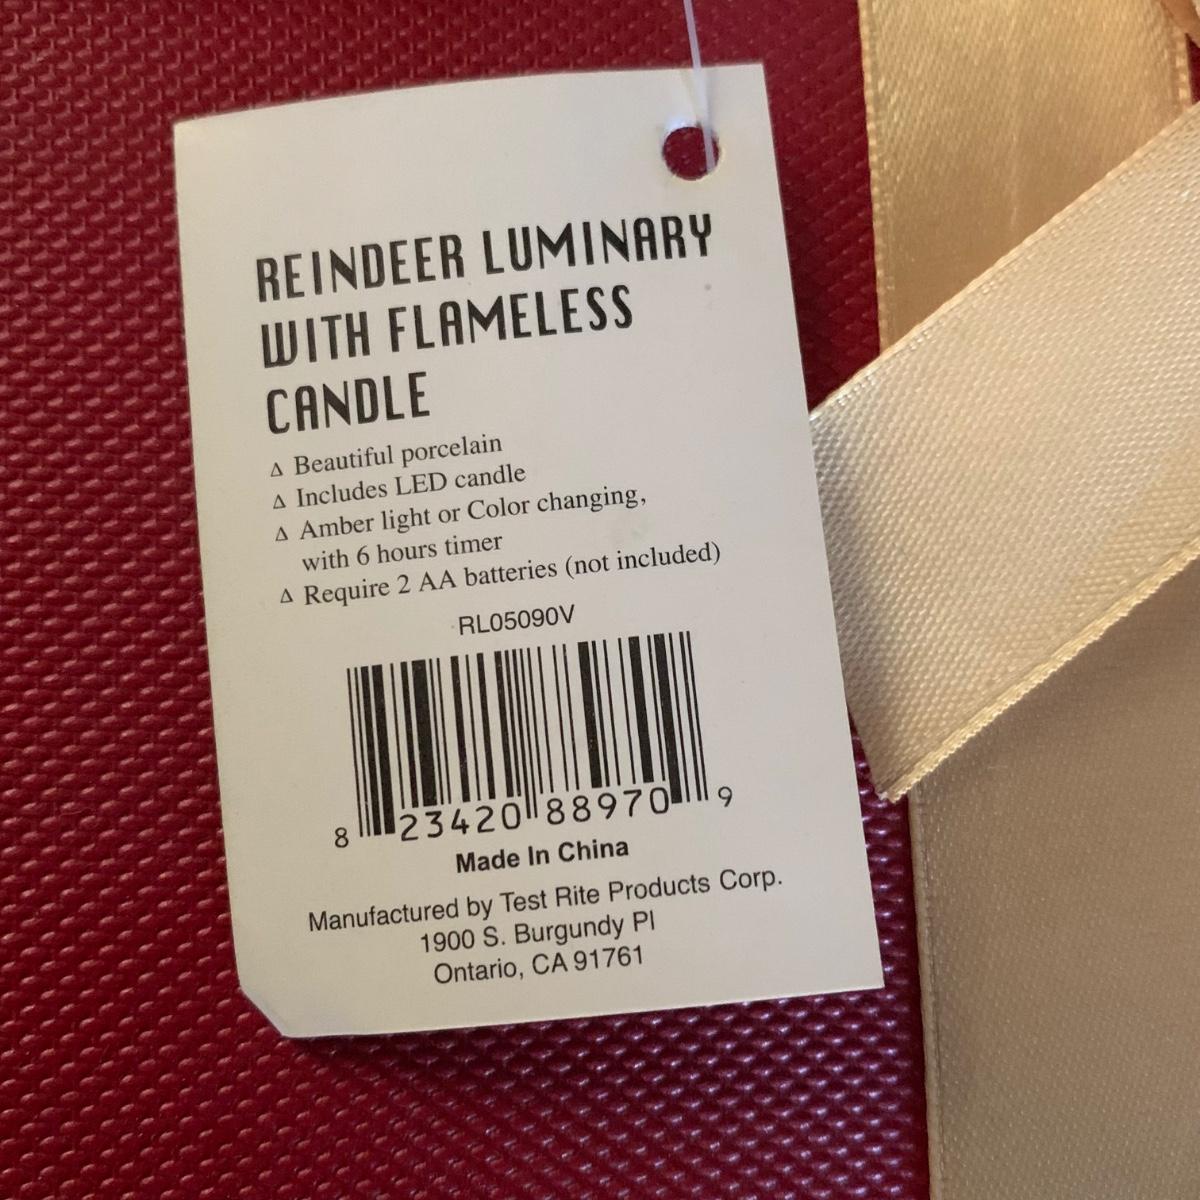 REINDEER LUMINARY
WITH FLAMELESS
CANDLE
Δ Beautiful porcelain
Δ Includes LED candle
Δ Amber light or Color changing,
with 6 hours timer
Δ Require 2 AA batteries (not included)
RL05090V
8 23420 88970 9
Made In China
Manufactured by Test Rite Products Corp.
1900 S. Burgundy Pl
Ontario, CA 91761